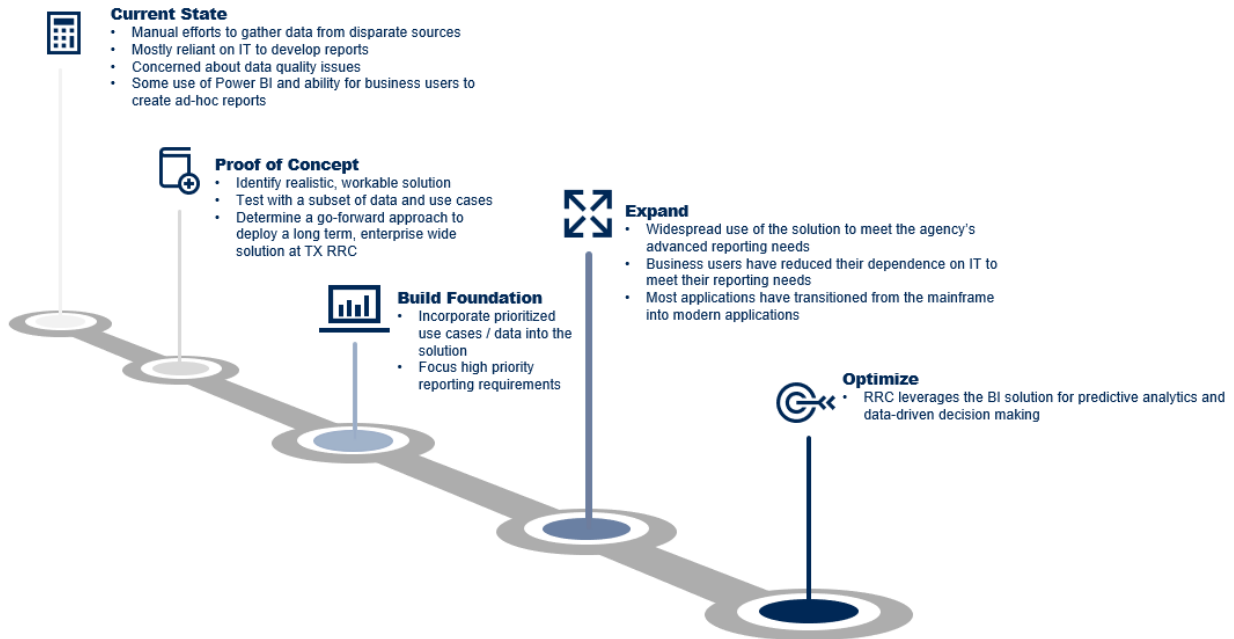 Current State
• Manual efforts to gather data from disparate sources
• Mostly reliant on IT to develop reports
• Concerned about data quality issues
• Some use of Power BI and ability for business users to
create ad-hoc reports
Proof of Concept
• Identify realistic, workable solution
• Test with a subset of data and use cases
• Determine a go-forward approach to
deploy a long term, enterprise wide
solution at TX RRC
Build Foundation
• Incorporate prioritized
use cases / data into the
solution
• Focus high priority
reporting requirements
Expand
• Widespread use of the solution to meet the agency's
advanced reporting needs
• Business users have reduced their dependence on IT to
meet their reporting needs
• Most applications have transitioned from the mainframe
into modern applications
Optimize
• RRC leverages the BI solution for predictive analytics and
data-driven decision making